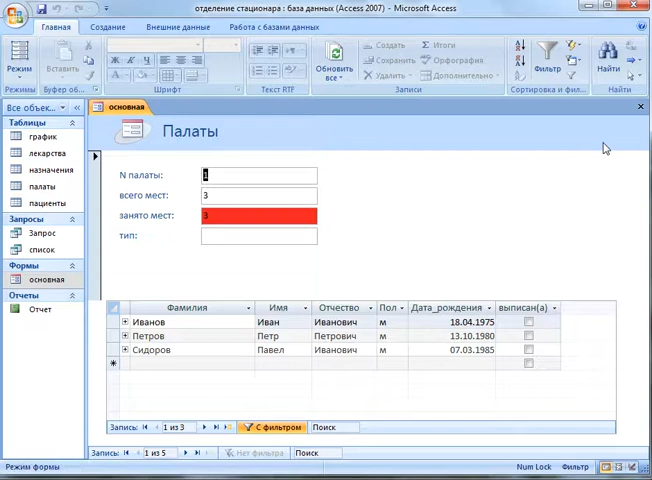 отделение стационара : база данных (Access 2007) - Microsoft Access
Главная Создание Внешние данные Работа с базами данных
Режим
Вставить
Обновить
все
Создать
Сохранить
Удалить
Итоги
Орфография
Дополнительно
Фильтр
Найти
Режимы Буфер об... Шрифт Текст RTF Записи Сортировка и фил... Найти
Все объек...
Таблицы
график
лекарства
назначения
палаты
пациенты
Запросы
Запрос
список
Формы
основная
Отчеты
Отчет
основная
Палаты
N палаты: 1
всего мест: 3
занято мест: 3
тип:
Фамилия Имя Отчество Пол Дата_рождения выписан(а)
Иванов Иван Иванович м 18.04.1975
Петров Петр Петрович м 13.10.1980
Сидоров Павел Иванович м 07.03.1985
Запись: 1 из 3 С фильтром Поиск
Запись: 1 из 5 Нет фильтра Поиск
Режим формы Num Lock Фильтр